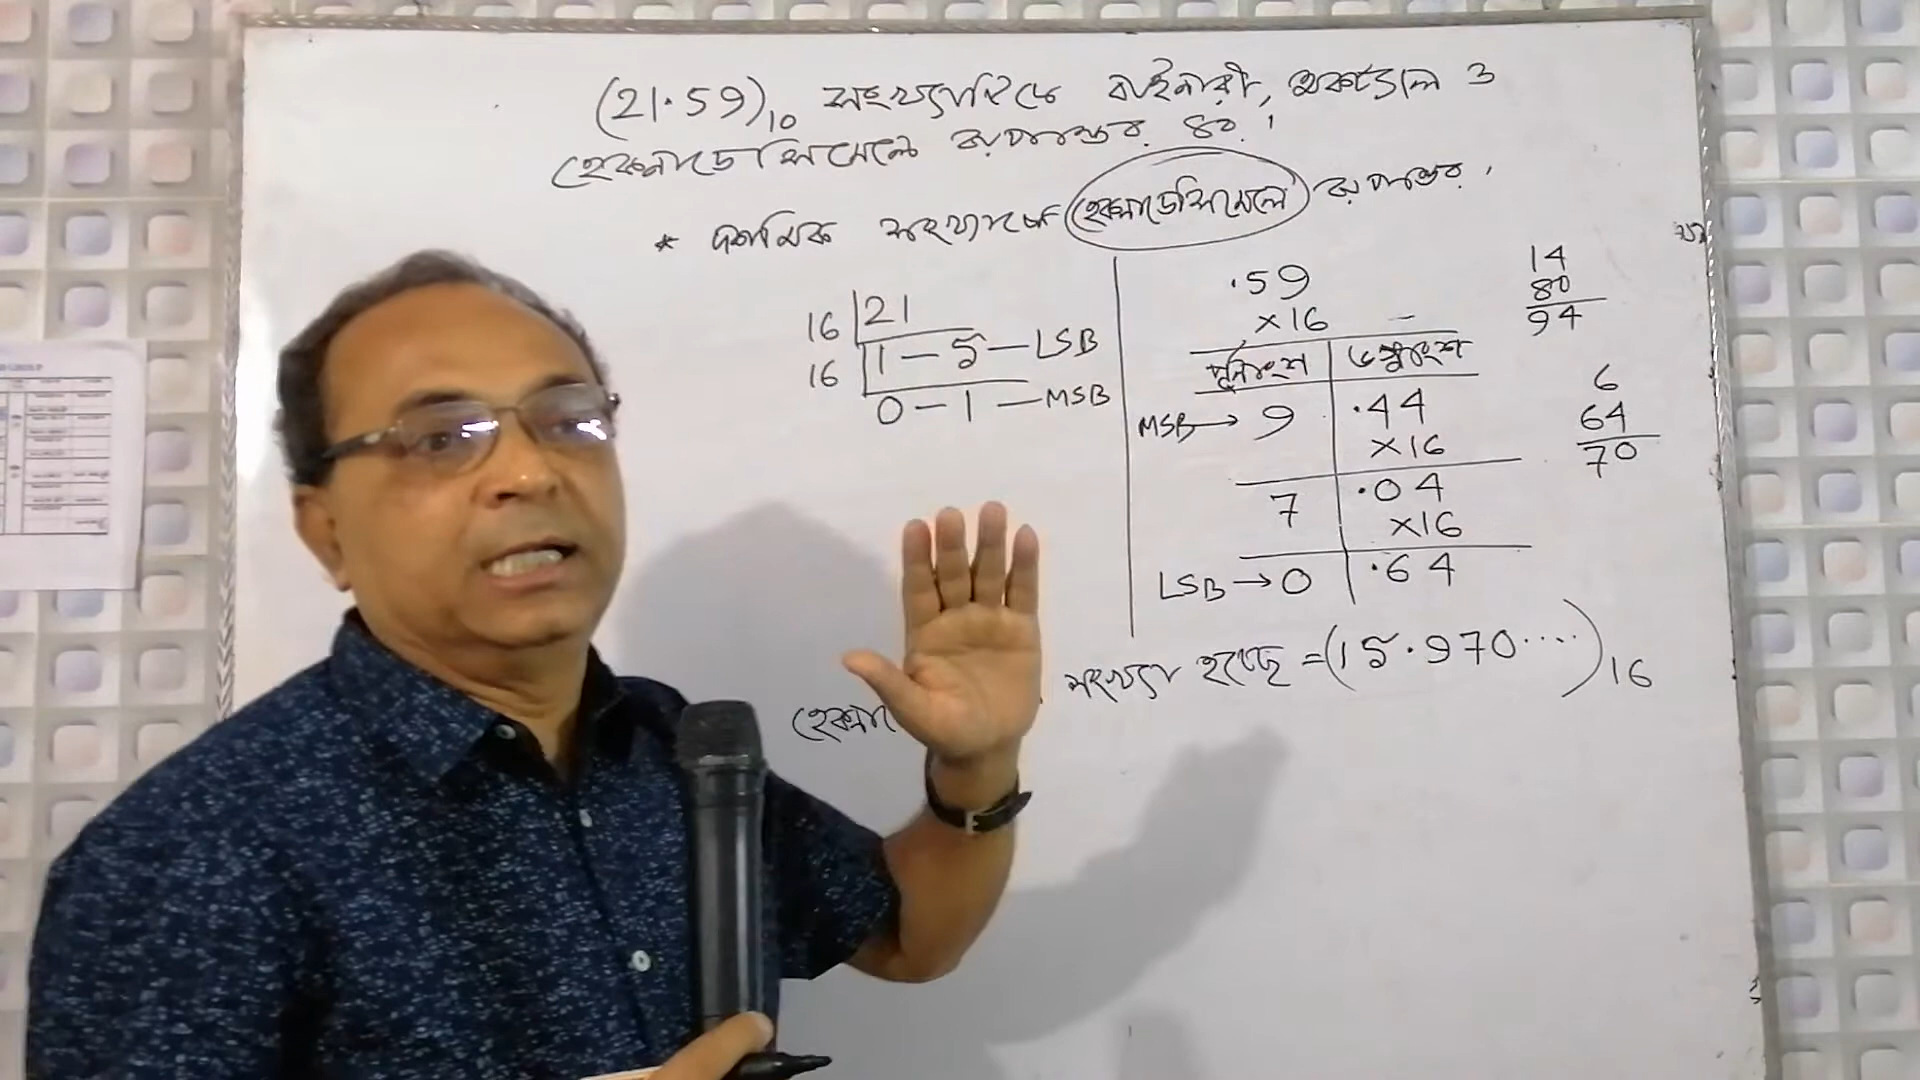 (21.59)10 সংখ্যাটিকে বাইনারী, অকট্যাল ও
হেক্সাডেসিমেলে রূপান্তর কর।
* দশমিক সংখ্যাকে হেক্সাডেসিমেলে রূপান্তর।
16 21
16 1 — 5 — LSB
0 — 1 — MSB
.59
×16
পূর্ণাংশ ভগ্নাংশ
MSB → 9 .44
×16
7 .04
×16
LSB → 0 .64
14
80
94
6
64
70
সংখ্যা হচ্ছে = (15.970....)16